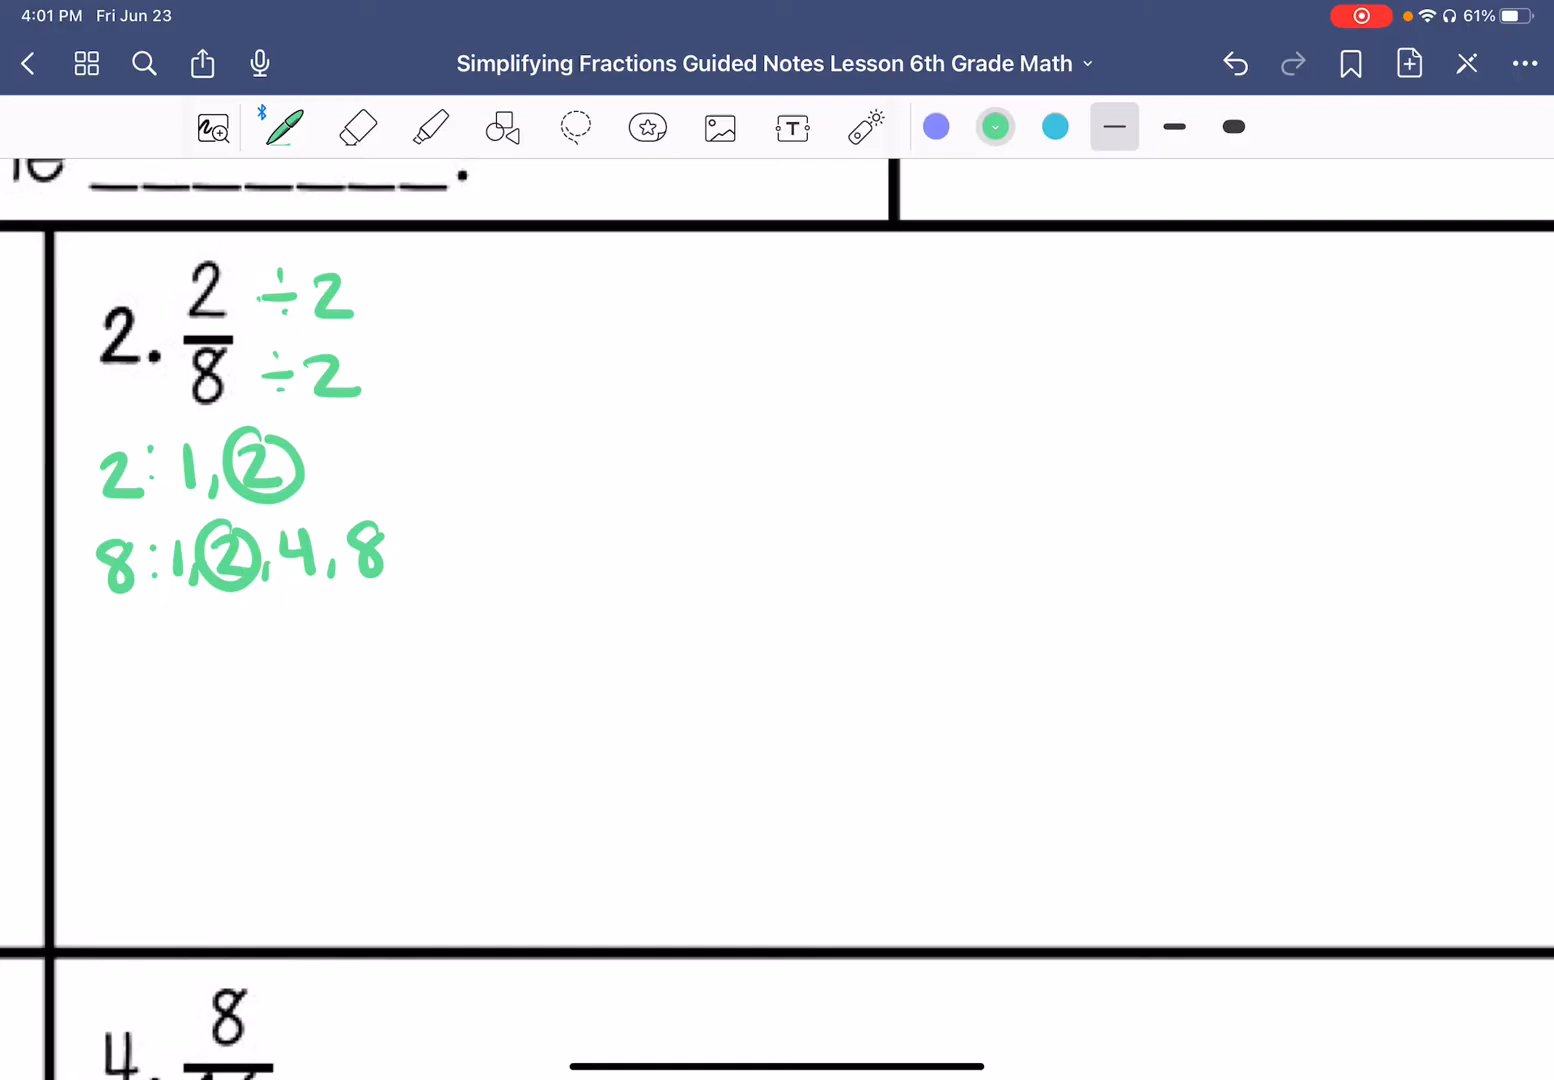 4:01 PM Fri Jun 23
61%
Simplifying Fractions Guided Notes Lesson 6th Grade Math
T
_______.
2. 2/8 ÷2 ÷2
2: 1, 2
8: 1, 2, 4, 8
4. 8